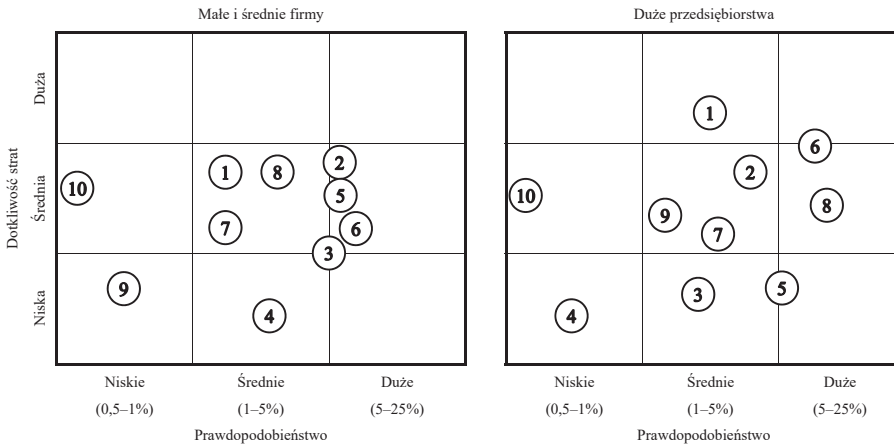 Małe i średnie firmy
Duże przedsiębiorstwa
Dotkliwość strat
Duża
Średnia
Niska
1
8
2
10
5
7
6
3
9
4
1
6
2
10
8
9
7
3
5
4
Niskie
Średnie
Duże
(0,5–1%)
(1–5%)
(5–25%)
Prawdopodobieństwo
Niskie
Średnie
Duże
(0,5–1%)
(1–5%)
(5–25%)
Prawdopodobieństwo